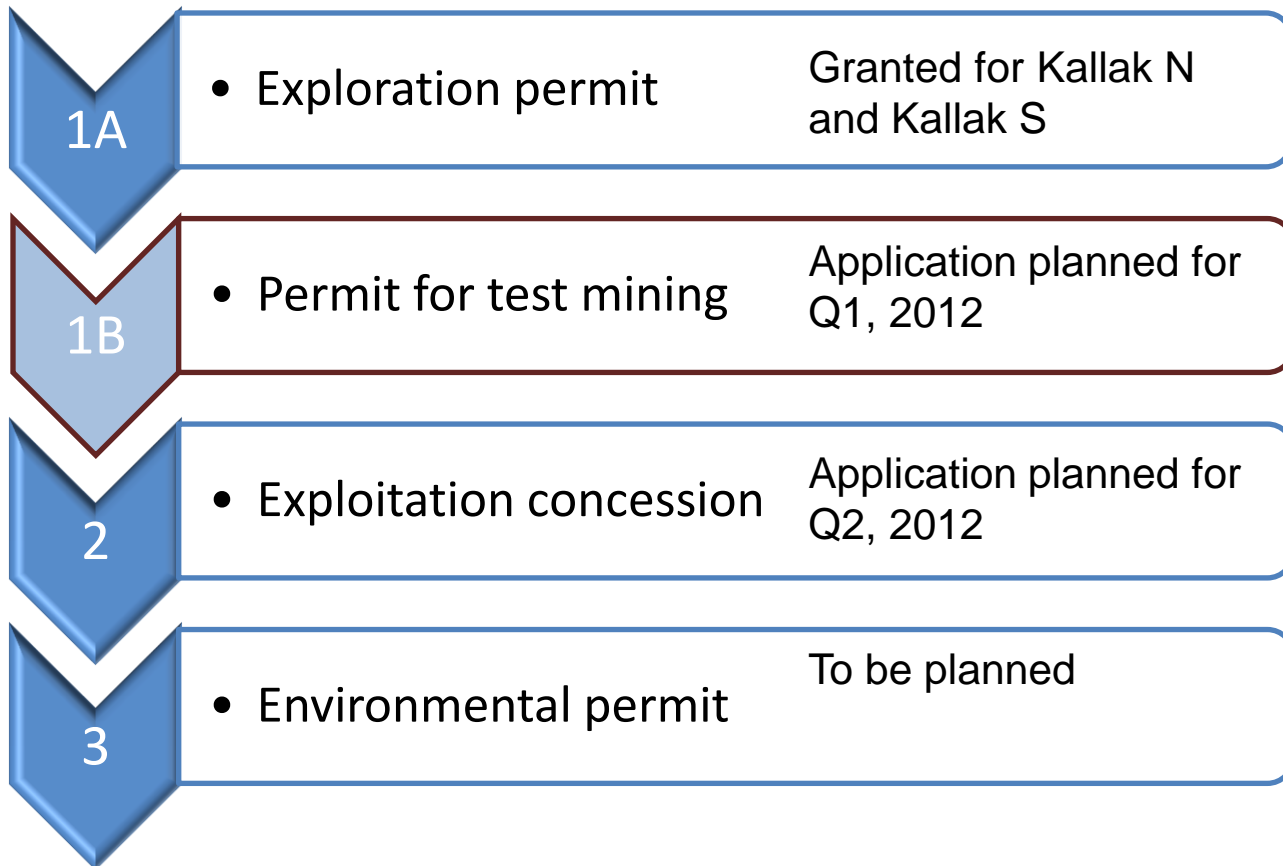 1A
• Exploration permit
Granted for Kallak N
and Kallak S
1B
• Permit for test mining
Application planned for
Q1, 2012
2
• Exploitation concession
Application planned for
Q2, 2012
3
• Environmental permit
To be planned